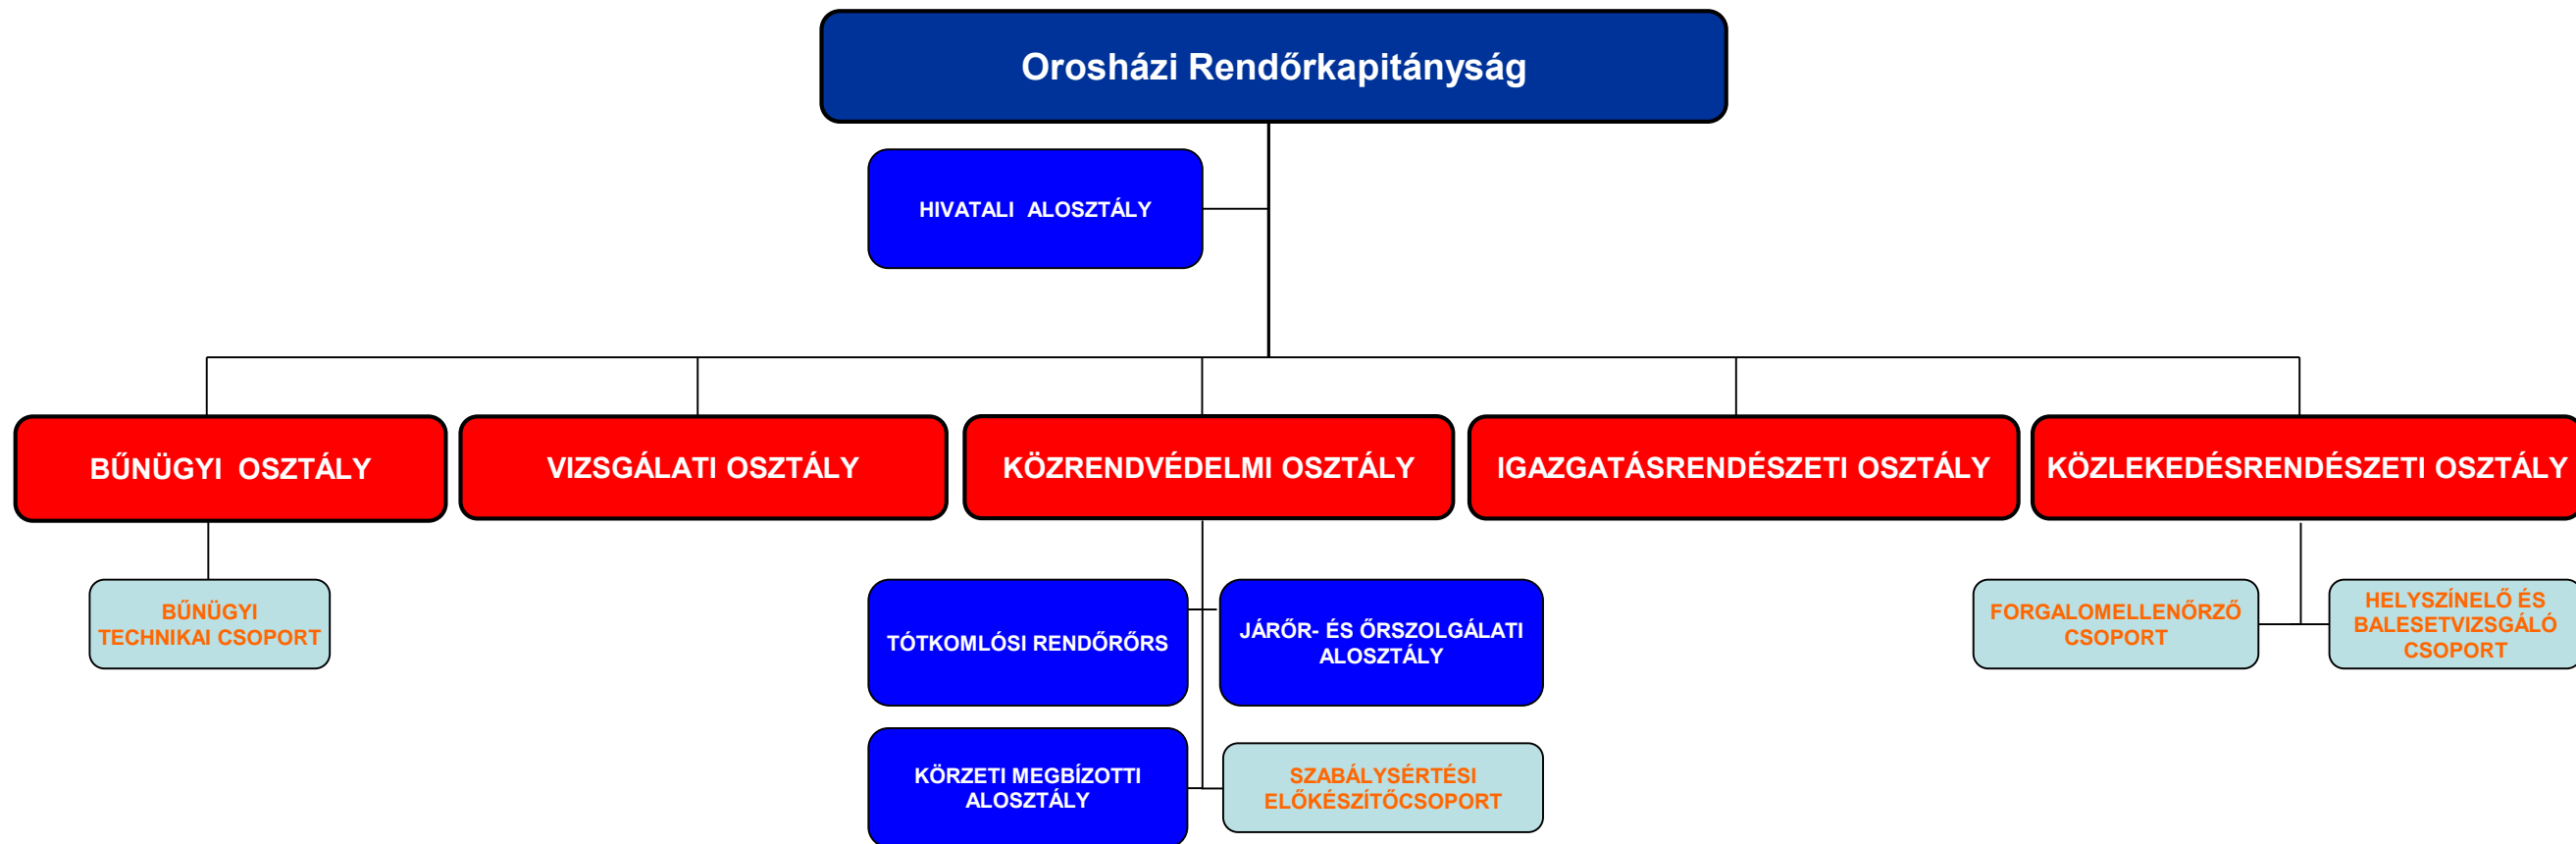 Orosházi Rendőrkapitányság
HIVATALI ALOSZTÁLY
BŰNÜGYI OSZTÁLY
VIZSGÁLATI OSZTÁLY
KÖZRENDVÉDELMI OSZTÁLY
IGAZGATÁSRENDÉSZETI OSZTÁLY
KÖZLEKEDÉSRENDÉSZETI OSZTÁLY
BŰNÜGYI
TECHNIKAI CSOPORT
TÓTKOMLÓSI RENDŐRŐRS
JÁRŐR- ÉS ŐRSZOLGÁLATI
ALOSZTÁLY
FORGALOMELLENŐRZŐ
CSOPORT
HELYSZÍNELŐ ÉS
BALESETVIZSGÁLÓ
CSOPORT
KÖRZETI MEGBÍZOTTI
ALOSZTÁLY
SZABÁLYSÉRTÉSI
ELŐKÉSZÍTŐCSOPORT